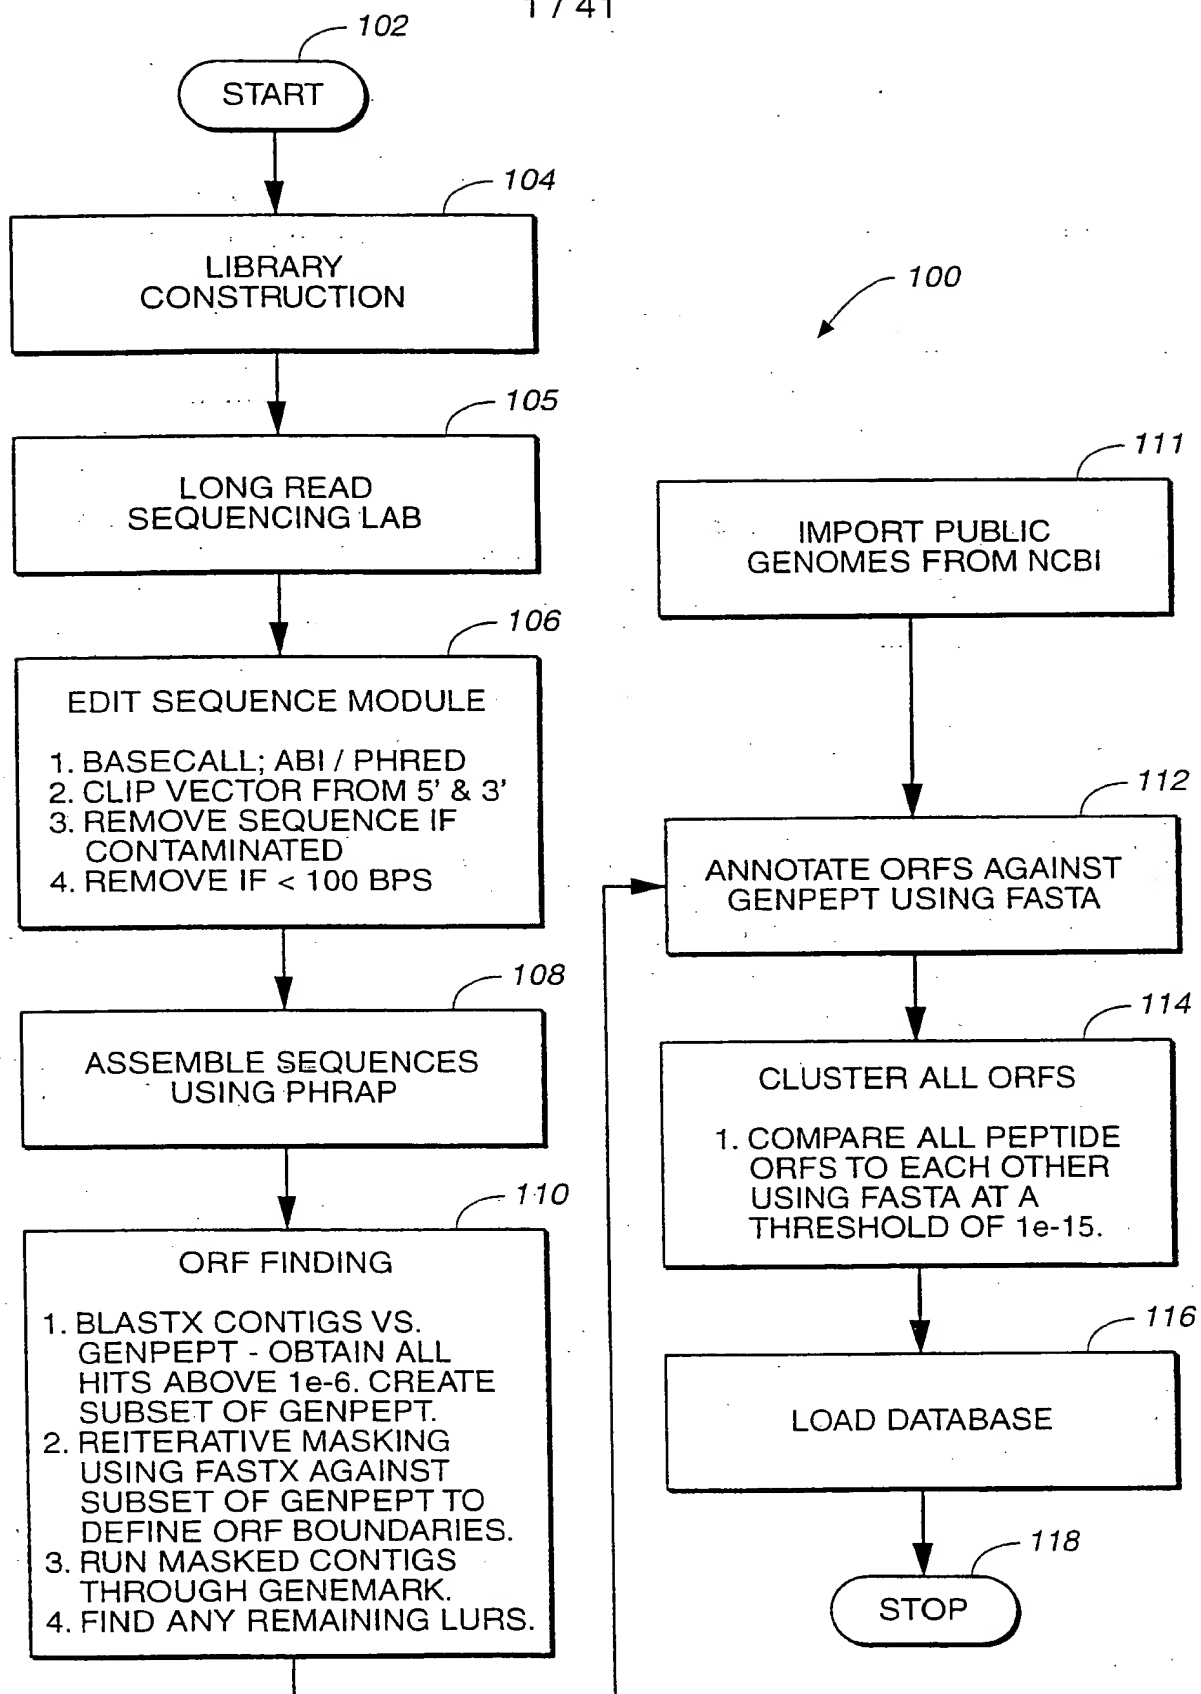 1 / 41
102
START
104
LIBRARY
CONSTRUCTION
105
LONG READ
SEQUENCING LAB
106
EDIT SEQUENCE MODULE
1. BASECALL; ABI / PHRED
2. CLIP VECTOR FROM 5' & 3'
3. REMOVE SEQUENCE IF
CONTAMINATED
4. REMOVE IF < 100 BPS
108
ASSEMBLE SEQUENCES
USING PHRAP
110
ORF FINDING
1. BLASTX CONTIGS VS.
GENPEPT - OBTAIN ALL
HITS ABOVE 1e-6. CREATE
SUBSET OF GENPEPT.
2. REITERATIVE MASKING
USING FASTX AGAINST
SUBSET OF GENPEPT TO
DEFINE ORF BOUNDARIES.
3. RUN MASKED CONTIGS
THROUGH GENEMARK.
4. FIND ANY REMAINING LURS.
100
111
IMPORT PUBLIC
GENOMES FROM NCBI
112
ANNOTATE ORFS AGAINST
GENPEPT USING FASTA
114
CLUSTER ALL ORFS
1. COMPARE ALL PEPTIDE
ORFS TO EACH OTHER
USING FASTA AT A
THRESHOLD OF 1e-15.
116
LOAD DATABASE
118
STOP